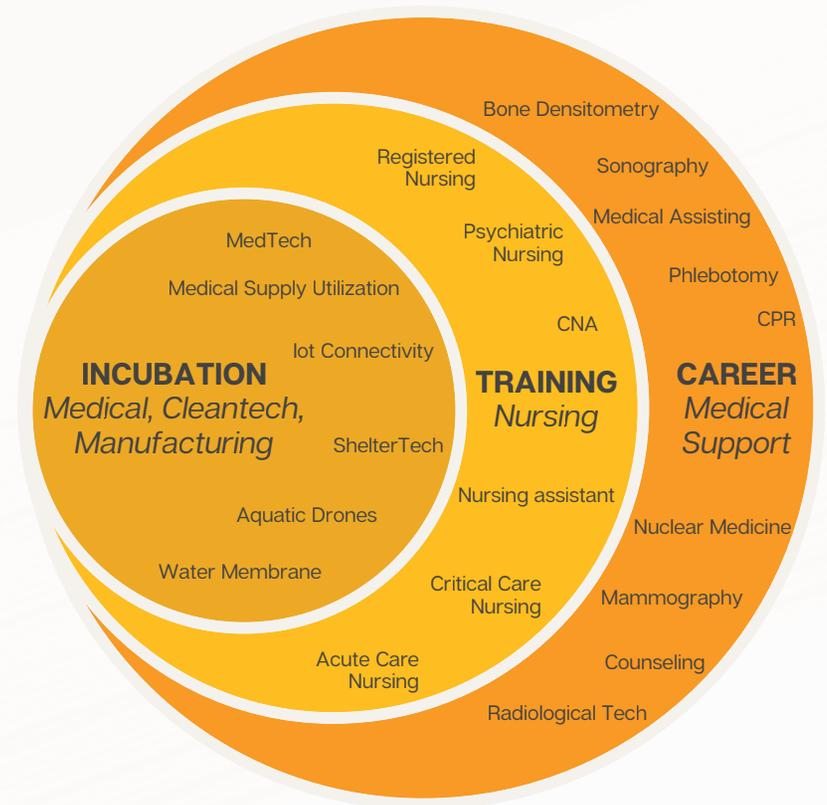 Bone Densitometry
Sonography
Medical Assisting
Phlebotomy
CPR
CAREER
Medical
Support
Nuclear Medicine
Mammography
Counseling
Radiological Tech
Registered
Nursing
Psychiatric
Nursing
CNA
TRAINING
Nursing
Nursing assistant
Critical Care
Nursing
Acute Care
Nursing
MedTech
Medical Supply Utilization
Iot Connectivity
INCUBATION
Medical, Cleantech,
Manufacturing
ShelterTech
Aquatic Drones
Water Membrane